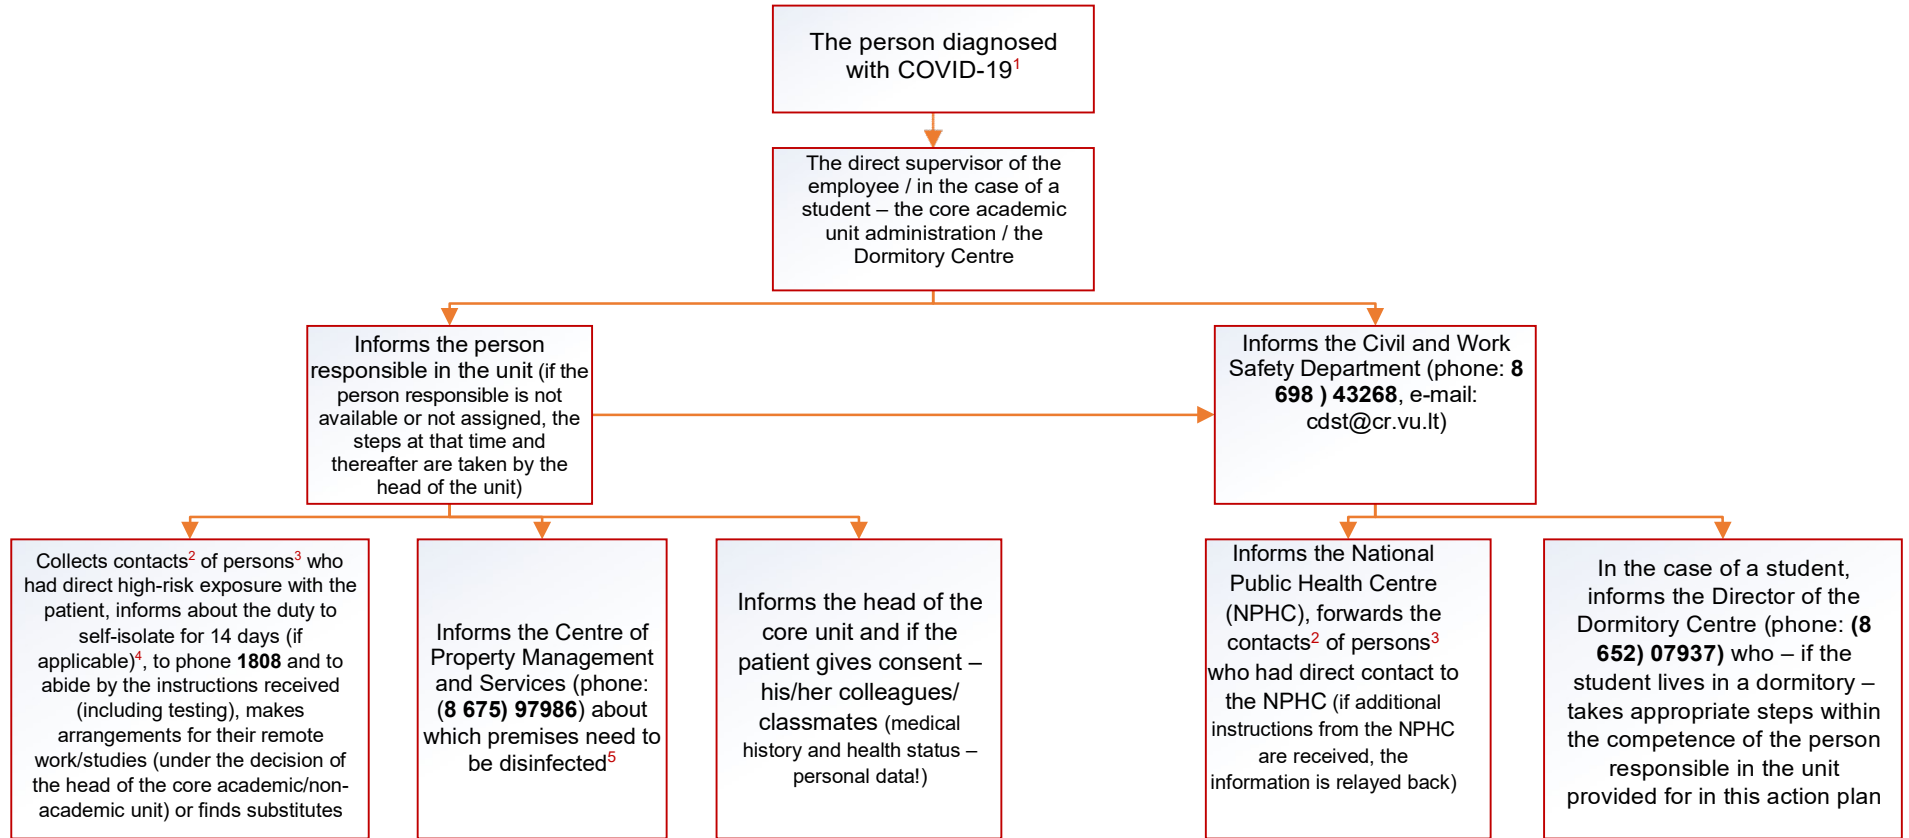 The person diagnosed
with COVID-19¹
The direct supervisor of the
employee / in the case of a
student – the core academic
unit administration / the
Dormitory Centre
Informs the person
responsible in the unit (if the
person responsible is not
available or not assigned, the
steps at that time and
thereafter are taken by the
head of the unit)
Informs the Civil and Work
Safety Department (phone: 8
698 ) 43268, e-mail:
cdst@cr.vu.lt)
Collects contacts² of persons³ who
had direct high-risk exposure with the
patient, informs about the duty to
self-isolate for 14 days (if
applicable)⁴, to phone 1808 and to
abide by the instructions received
(including testing), makes
arrangements for their remote
work/studies (under the decision of
the head of the core academic/non-
academic unit) or finds substitutes
Informs the Centre of
Property Management
and Services (phone:
(8 675) 97986) about
which premises need to
be disinfected⁵
Informs the head of the
core unit and if the
patient gives consent –
his/her colleagues/
classmates (medical
history and health status –
personal data!)
Informs the National
Public Health Centre
(NPHC), forwards the
contacts² of persons³
who had direct contact to
the NPHC (if additional
instructions from the NPHC
are received, the
information is relayed back)
In the case of a student,
informs the Director of the
Dormitory Centre (phone: (8
652) 07937) who – if the
student lives in a dormitory –
takes appropriate steps within
the competence of the person
responsible in the unit
provided for in this action plan